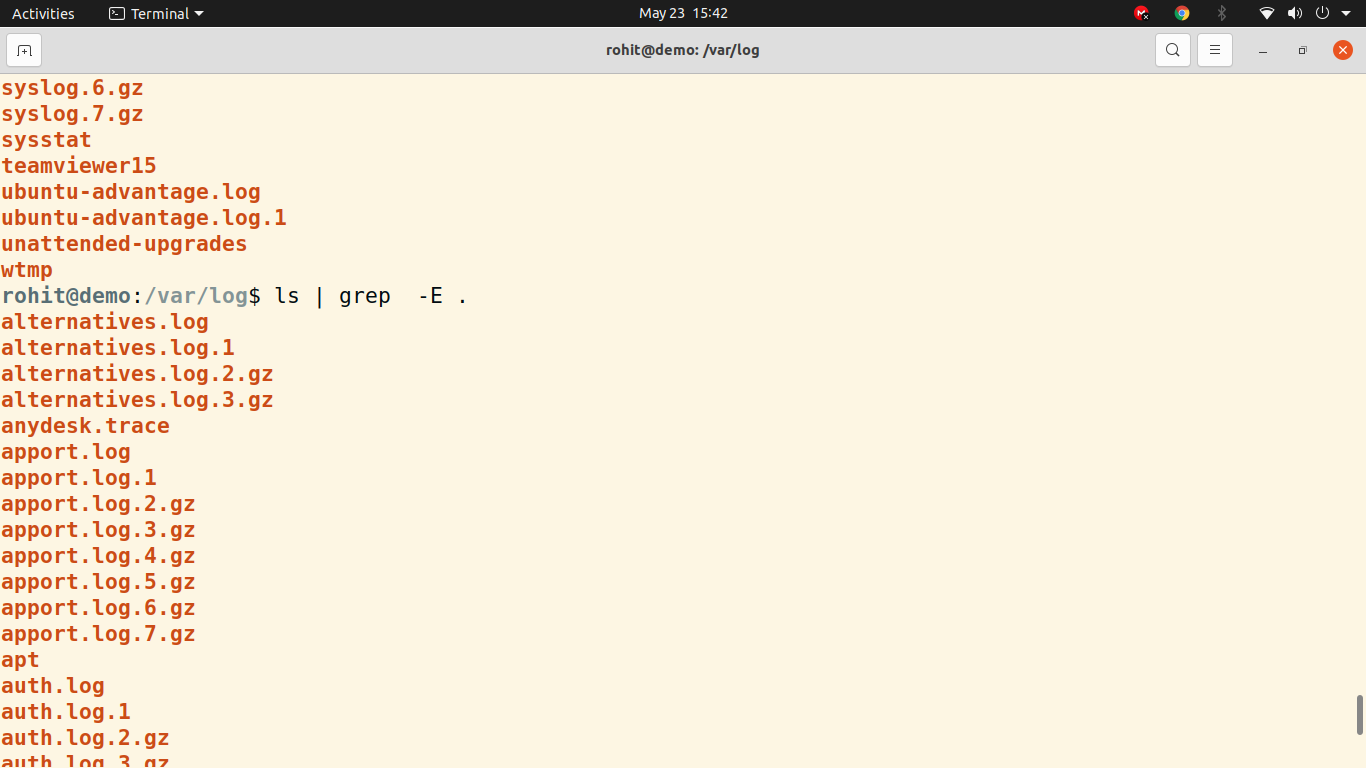 Activities Terminal May 23 15:42
rohit@demo: /var/log
syslog.6.gz
syslog.7.gz
sysstat
teamviewer15
ubuntu-advantage.log
ubuntu-advantage.log.1
unattended-upgrades
wtmp
rohit@demo:/var/log$ ls | grep  -E .
alternatives.log
alternatives.log.1
alternatives.log.2.gz
alternatives.log.3.gz
anydesk.trace
apport.log
apport.log.1
apport.log.2.gz
apport.log.3.gz
apport.log.4.gz
apport.log.5.gz
apport.log.6.gz
apport.log.7.gz
apt
auth.log
auth.log.1
auth.log.2.gz
auth.log.3.gz